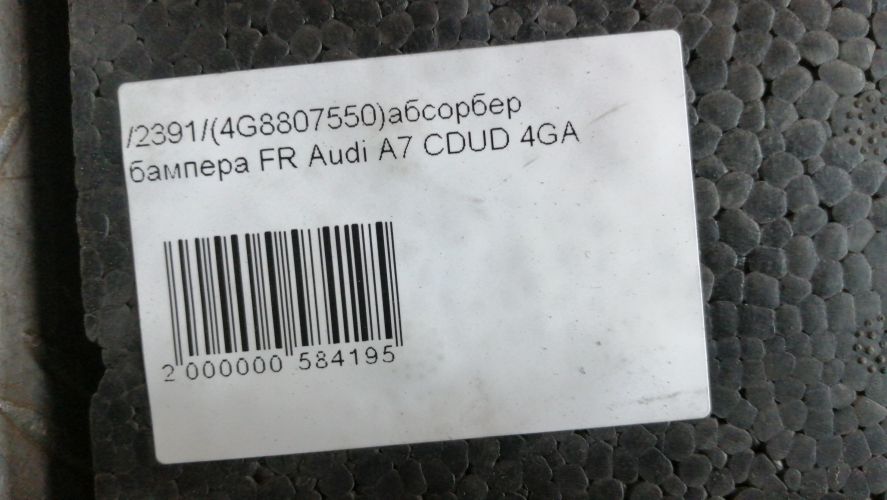 /2391/(4G8807550)абсорбер
бампера FR Audi A7 CDUD 4GA
2 000000 584195